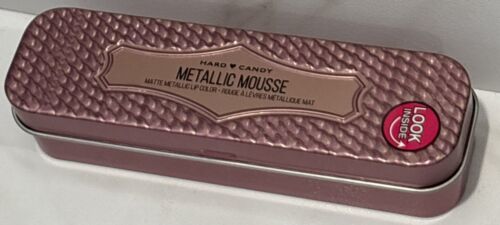 HARD ♥ CANDY
METALLIC MOUSSE
MATTE METALLIC LIP COLOR • ROUGE À LÈVRES MÉTALLIQUE MAT
LOOK
INSIDE